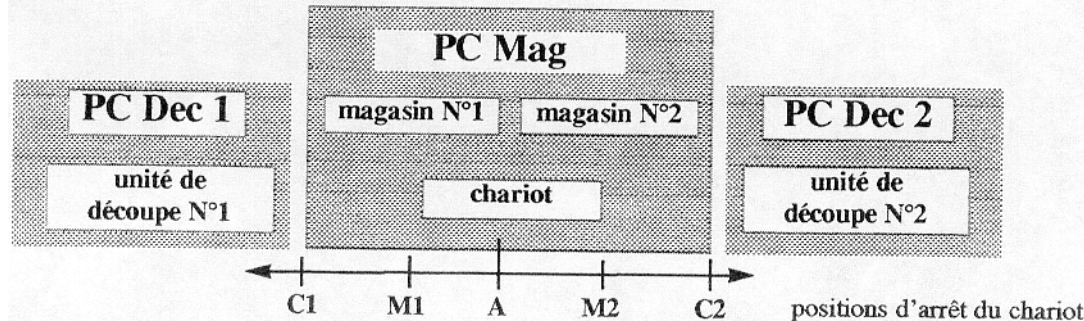 PC Mag
PC Dec 1
magasin N°1
magasin N°2
PC Dec 2
unité de
découpe N°1
chariot
unité de
découpe N°2
C1 M1 A M2 C2
positions d'arrêt du chariot